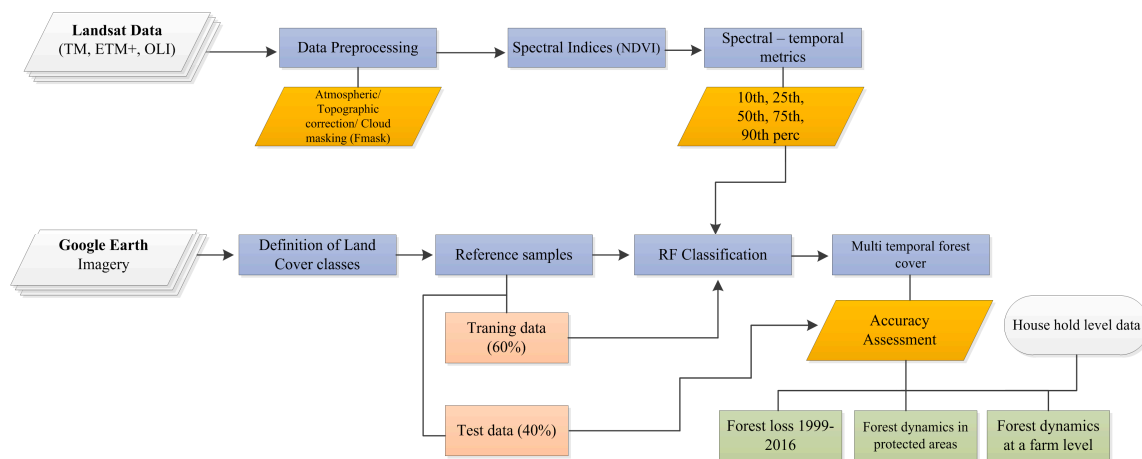 Landsat Data
(TM, ETM+, OLI)
Data Preprocessing
Spectral Indices (NDVI)
Spectral – temporal
metrics
Atmospheric/
Topographic
correction/ Cloud
masking (Fmask)
10th, 25th,
50th, 75th,
90th perc
Google Earth
Imagery
Definition of Land
Cover classes
Reference samples
RF Classification
Multi temporal forest
cover
Traning data
(60%)
Accuracy
Assessment
House hold level data
Test data (40%)
Forest loss 1999-
2016
Forest dynamics in
protected areas
Forest dynamics
at a farm level